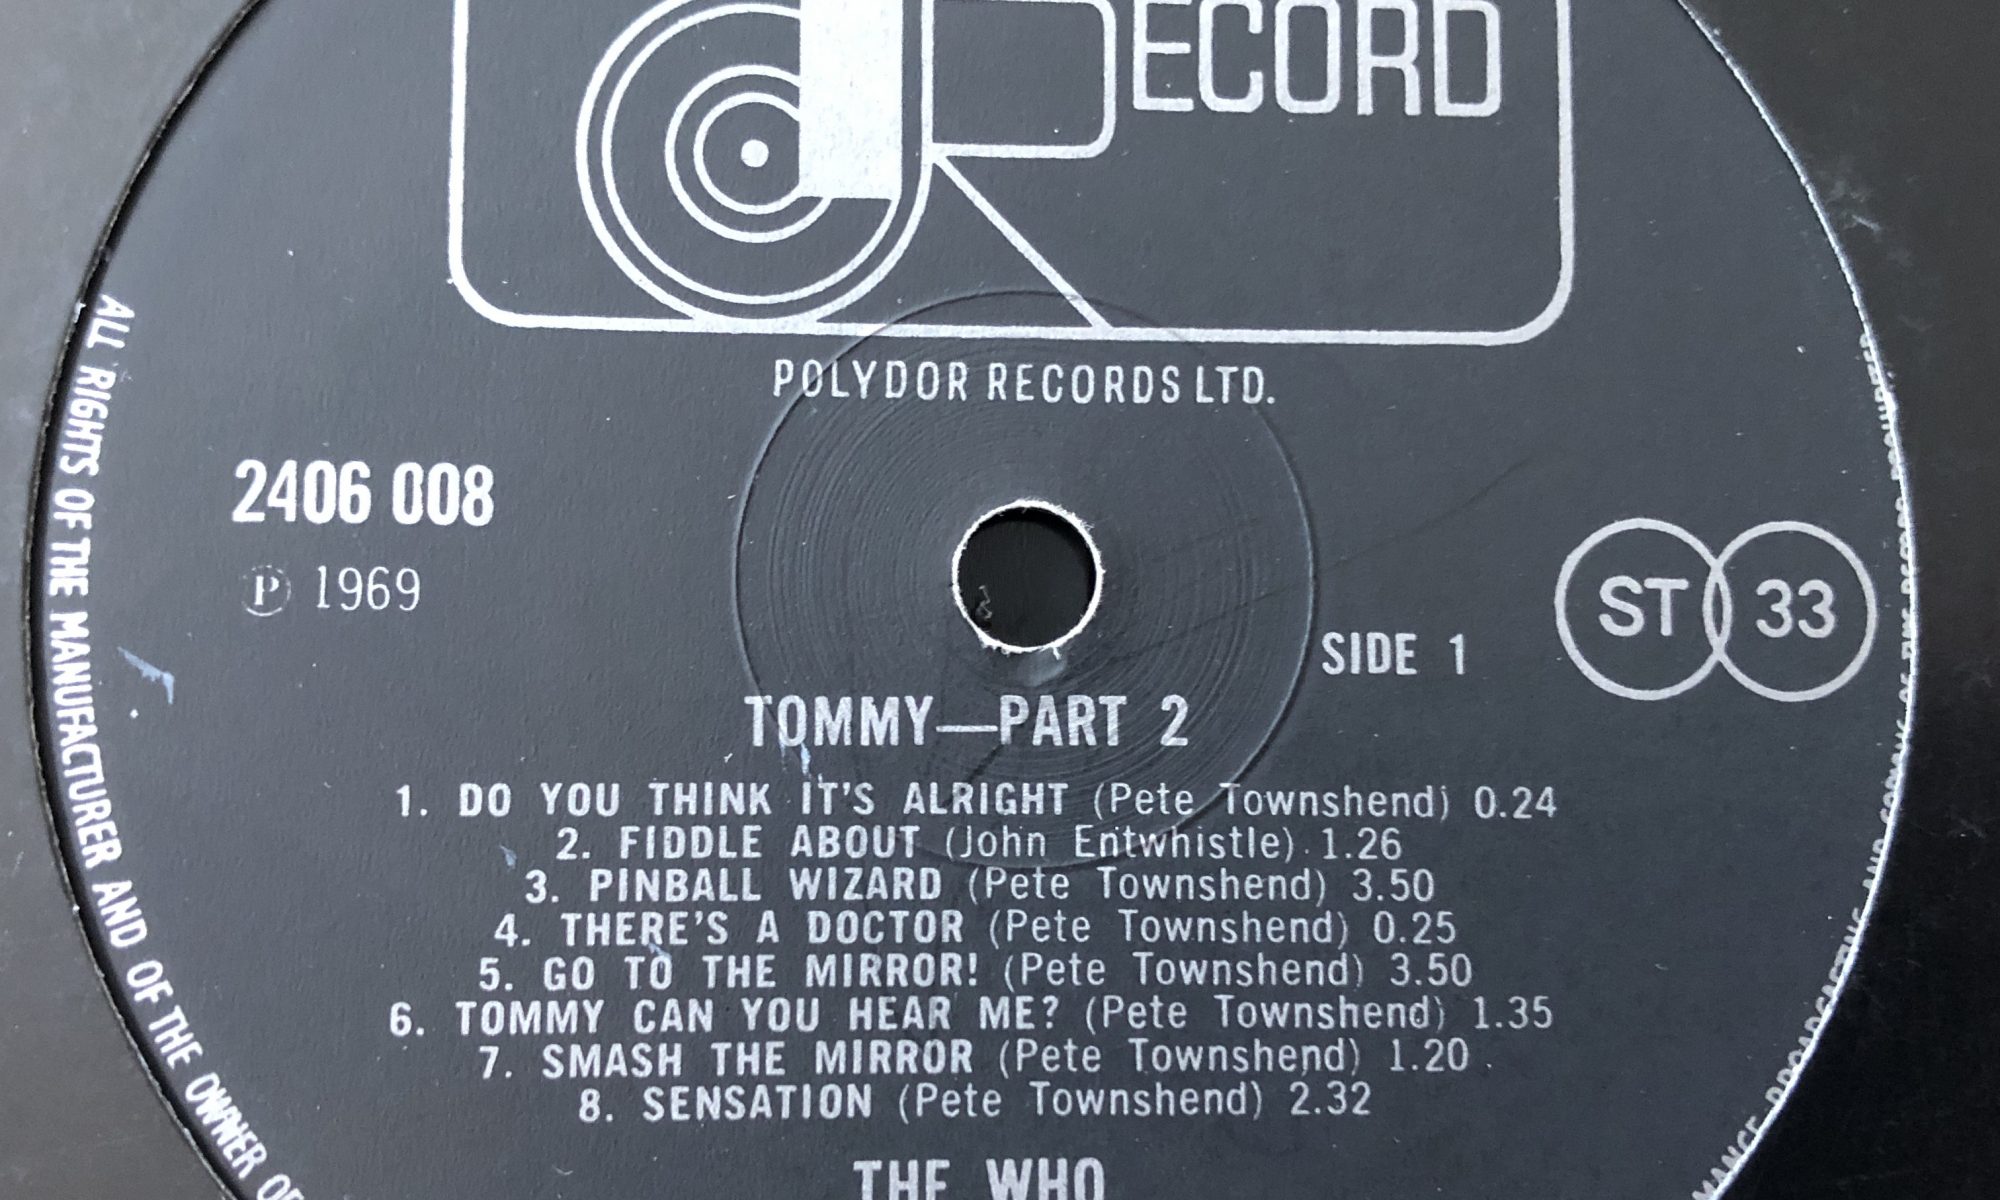 ECORD
POLYDOR RECORDS LTD.
2406 008
℗ 1969
SIDE 1
ST 33
TOMMY—PART 2
1. DO YOU THINK IT'S ALRIGHT (Pete Townshend) 0.24
2. FIDDLE ABOUT (John Entwhistle) 1.26
3. PINBALL WIZARD (Pete Townshend) 3.50
4. THERE'S A DOCTOR (Pete Townshend) 0.25
5. GO TO THE MIRROR! (Pete Townshend) 3.50
6. TOMMY CAN YOU HEAR ME? (Pete Townshend) 1.35
7. SMASH THE MIRROR (Pete Townshend) 1.20
8. SENSATION (Pete Townshend) 2.32
THE WHO
ALL RIGHTS OF THE MANUFACTURER AND OF THE OWNER OF